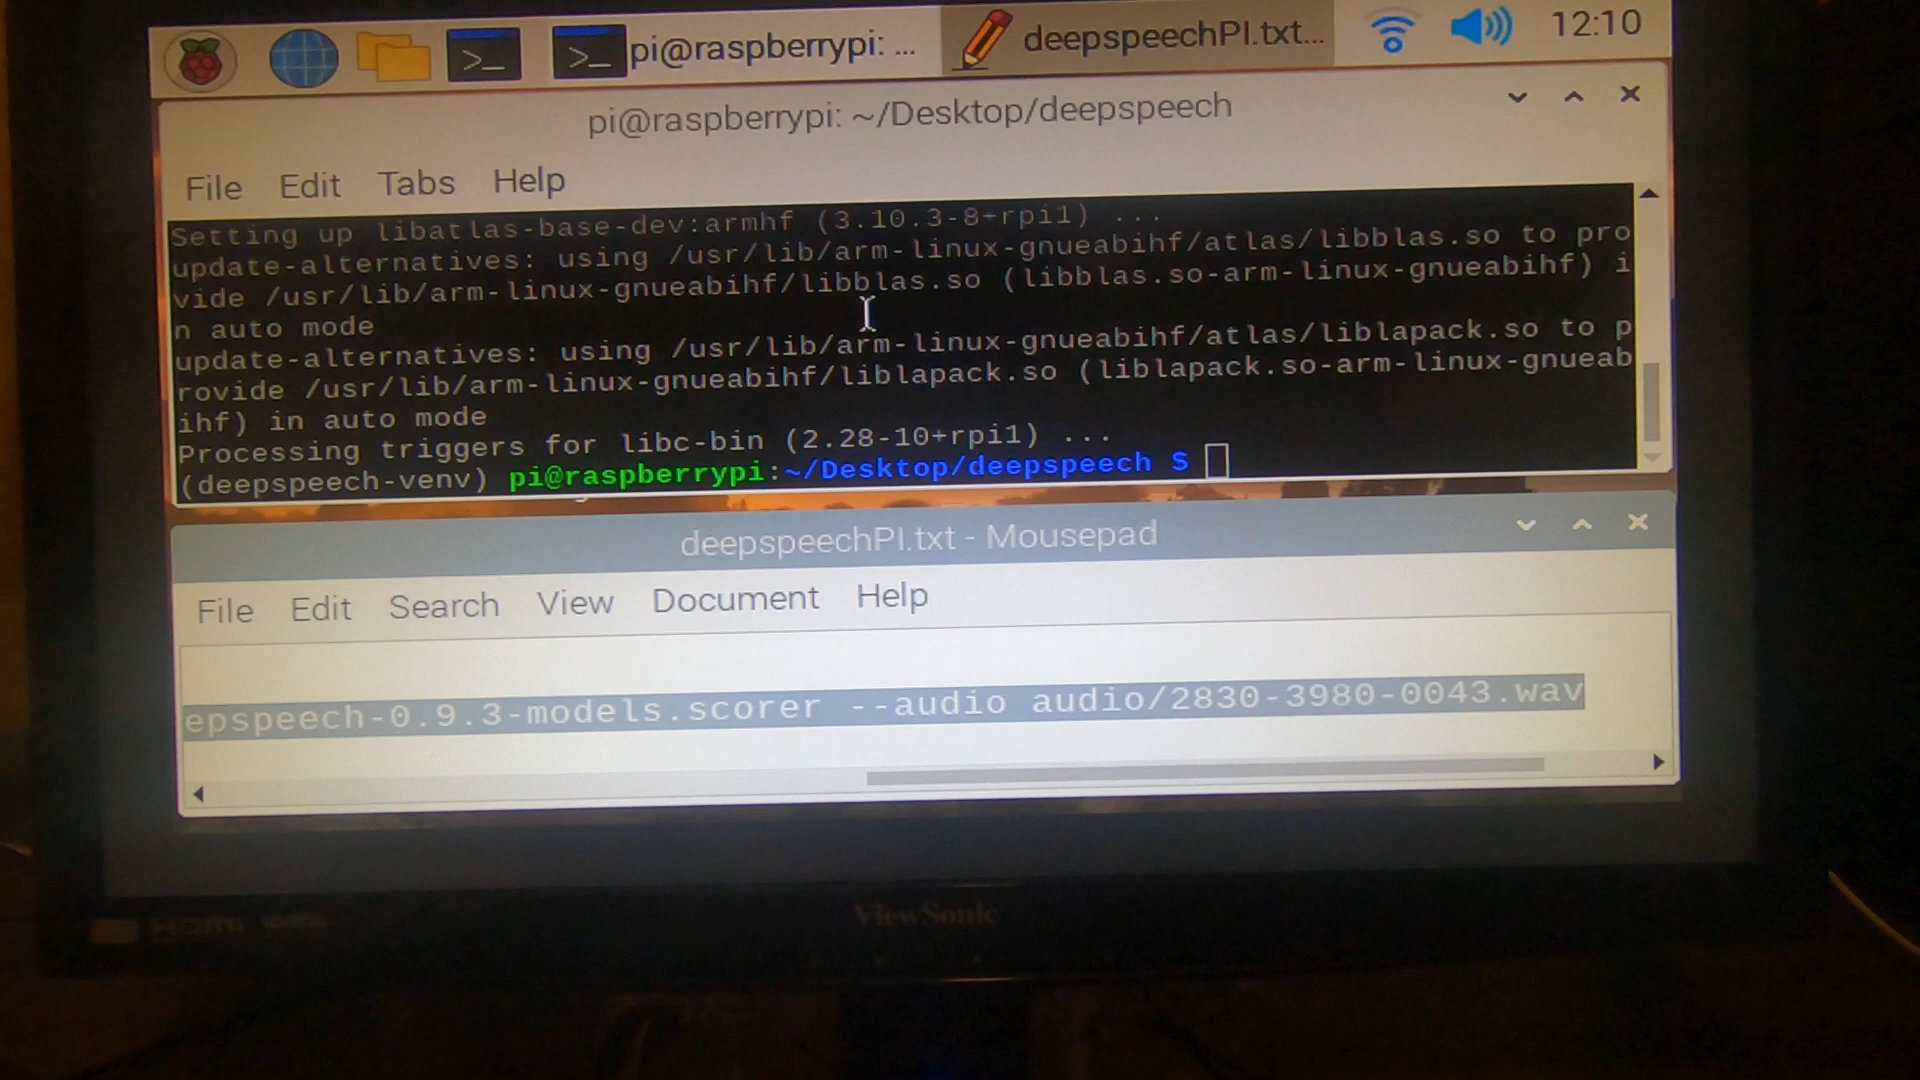 pi@raspberrypi: ...
deepspeechPI.txt...
12:10
pi@raspberrypi: ~/Desktop/deepspeech
File Edit Tabs Help
Setting up libatlas-base-dev:armhf (3.10.3-8+rpi1) ...
update-alternatives: using /usr/lib/arm-linux-gnueabihf/atlas/libblas.so to pro
vide /usr/lib/arm-linux-gnueabihf/libblas.so (libblas.so-arm-linux-gnueabihf) i
n auto mode
update-alternatives: using /usr/lib/arm-linux-gnueabihf/atlas/liblapack.so to p
rovide /usr/lib/arm-linux-gnueabihf/liblapack.so (liblapack.so-arm-linux-gnueab
ihf) in auto mode
Processing triggers for libc-bin (2.28-10+rpi1) ...
(deepspeech-venv) pi@raspberrypi:~/Desktop/deepspeech $
deepspeechPI.txt - Mousepad
File Edit Search View Document Help
epspeech-0.9.3-models.scorer --audio audio/2830-3980-0043.wav
ViewSonic
HDMI